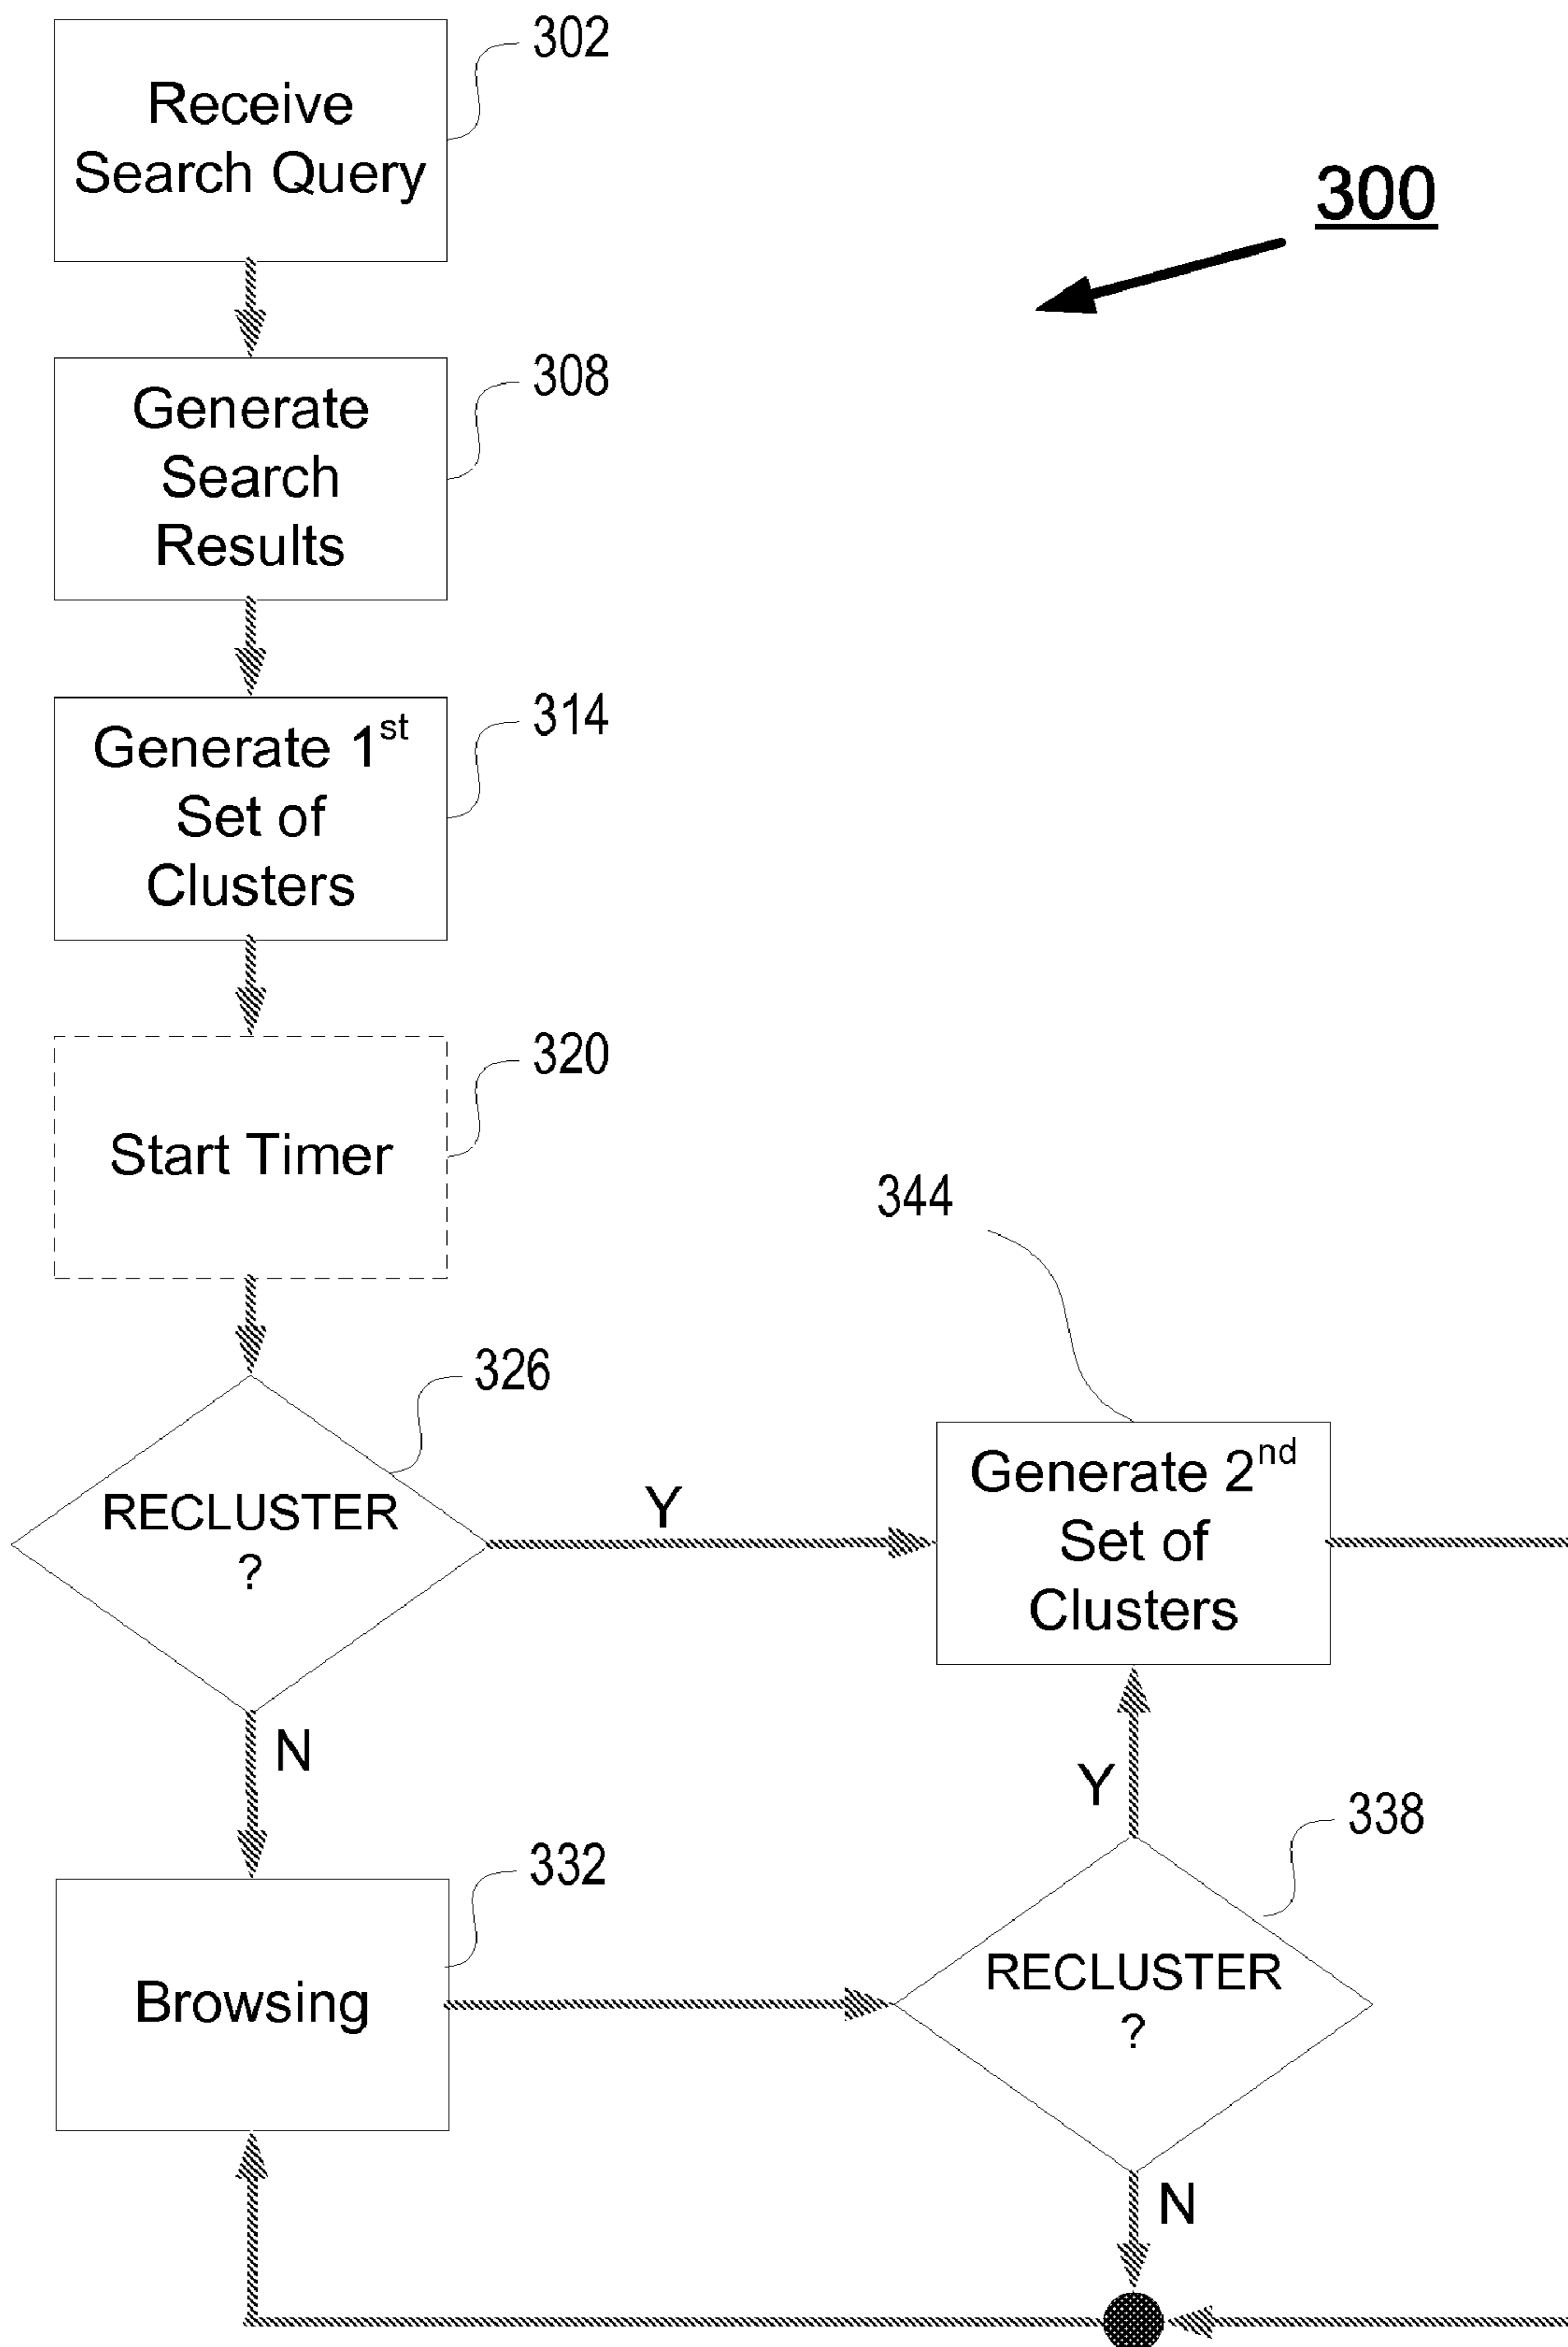 302
Receive
Search Query
300
308
Generate
Search
Results
314
Generate 1st
Set of
Clusters
320
Start Timer
344
326
RECLUSTER
?
Y
Generate 2nd
Set of
Clusters
N
Y
338
332
Browsing
RECLUSTER
?
N